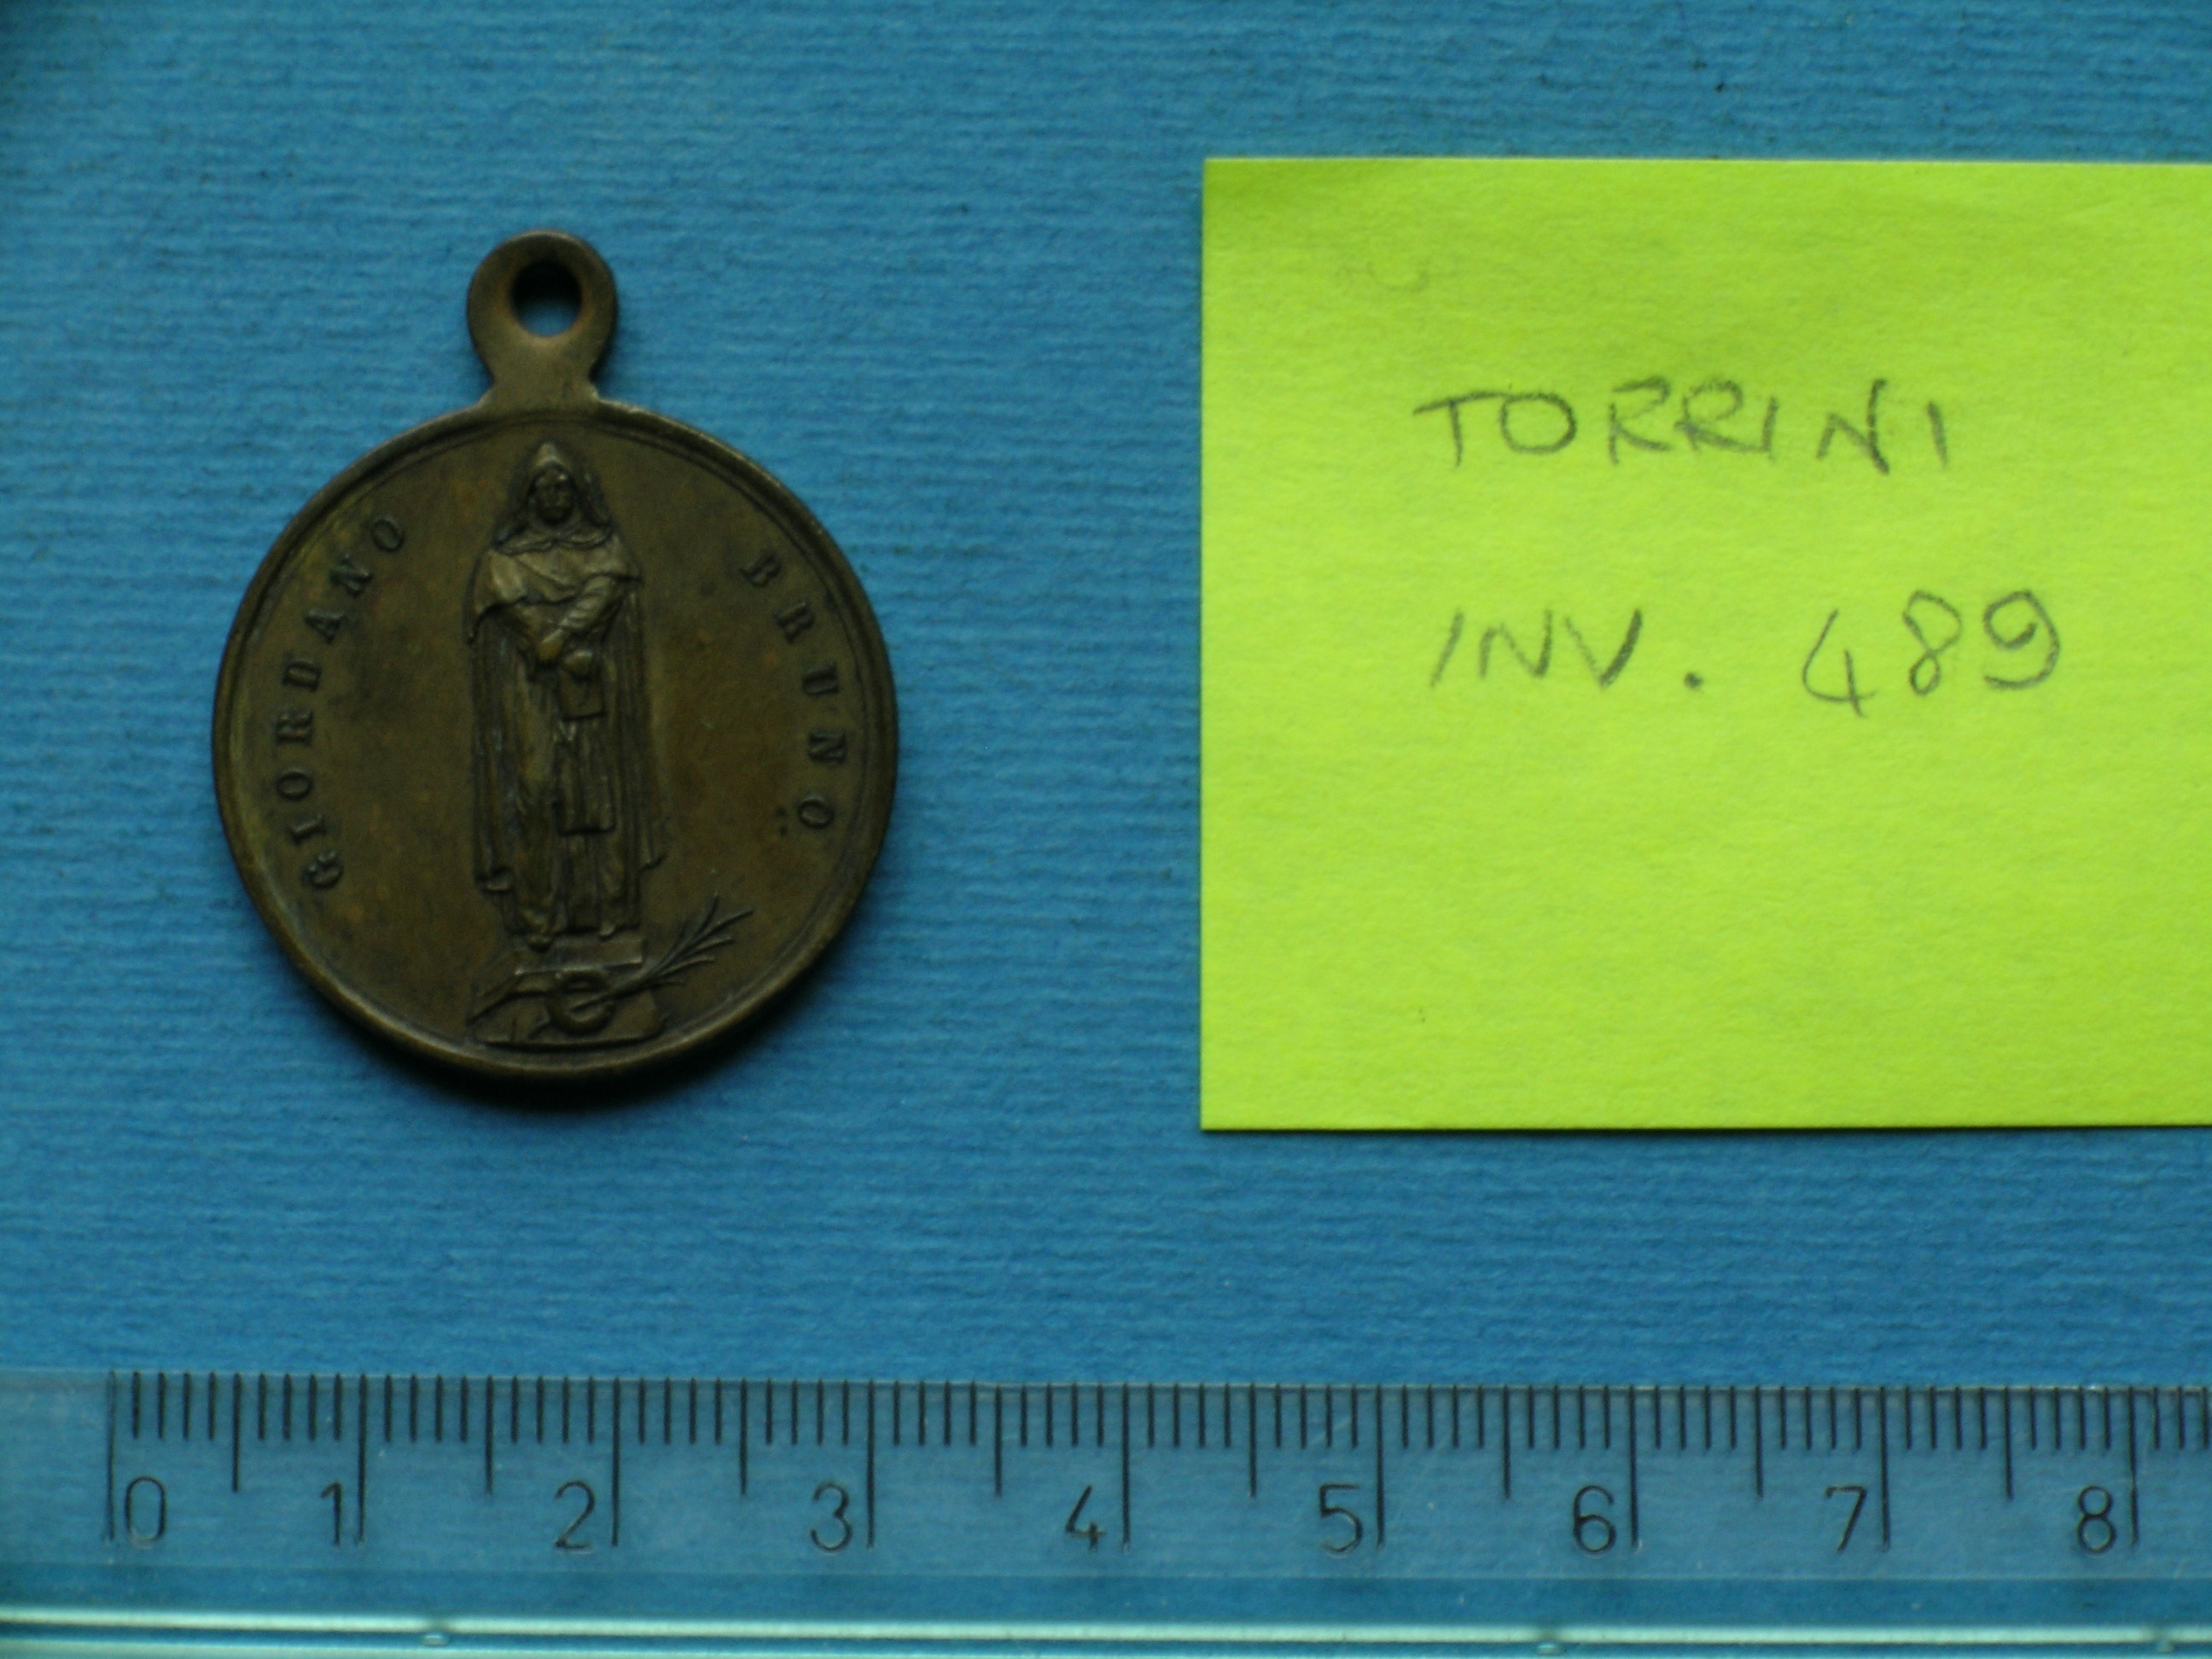 GIORDANO BRUNO
TORRINI
INV. 489
0 1 2 3 4 5 6 7 8